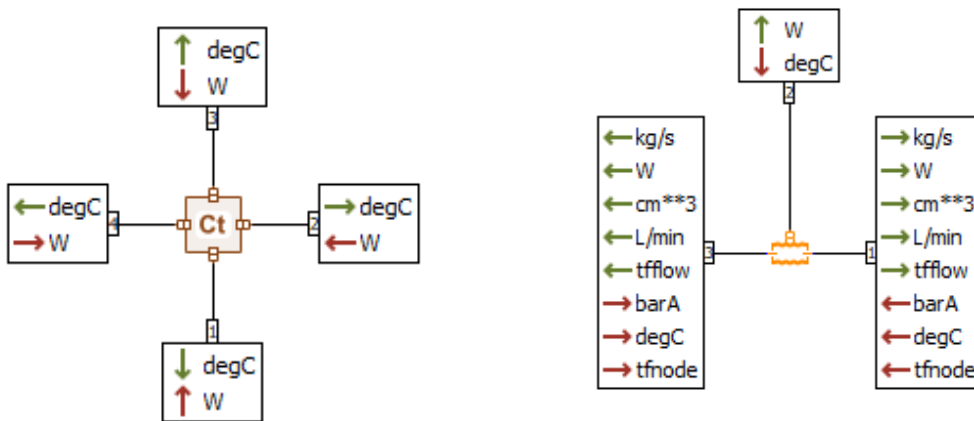 degC
W
3
degC
W
4
Ct
2
degC
W
1
degC
W
W
degC
2
kg/s
W
cm**3
L/min
tfflow
barA
degC
tfnode
3
1
kg/s
W
cm**3
L/min
tfflow
barA
degC
tfnode